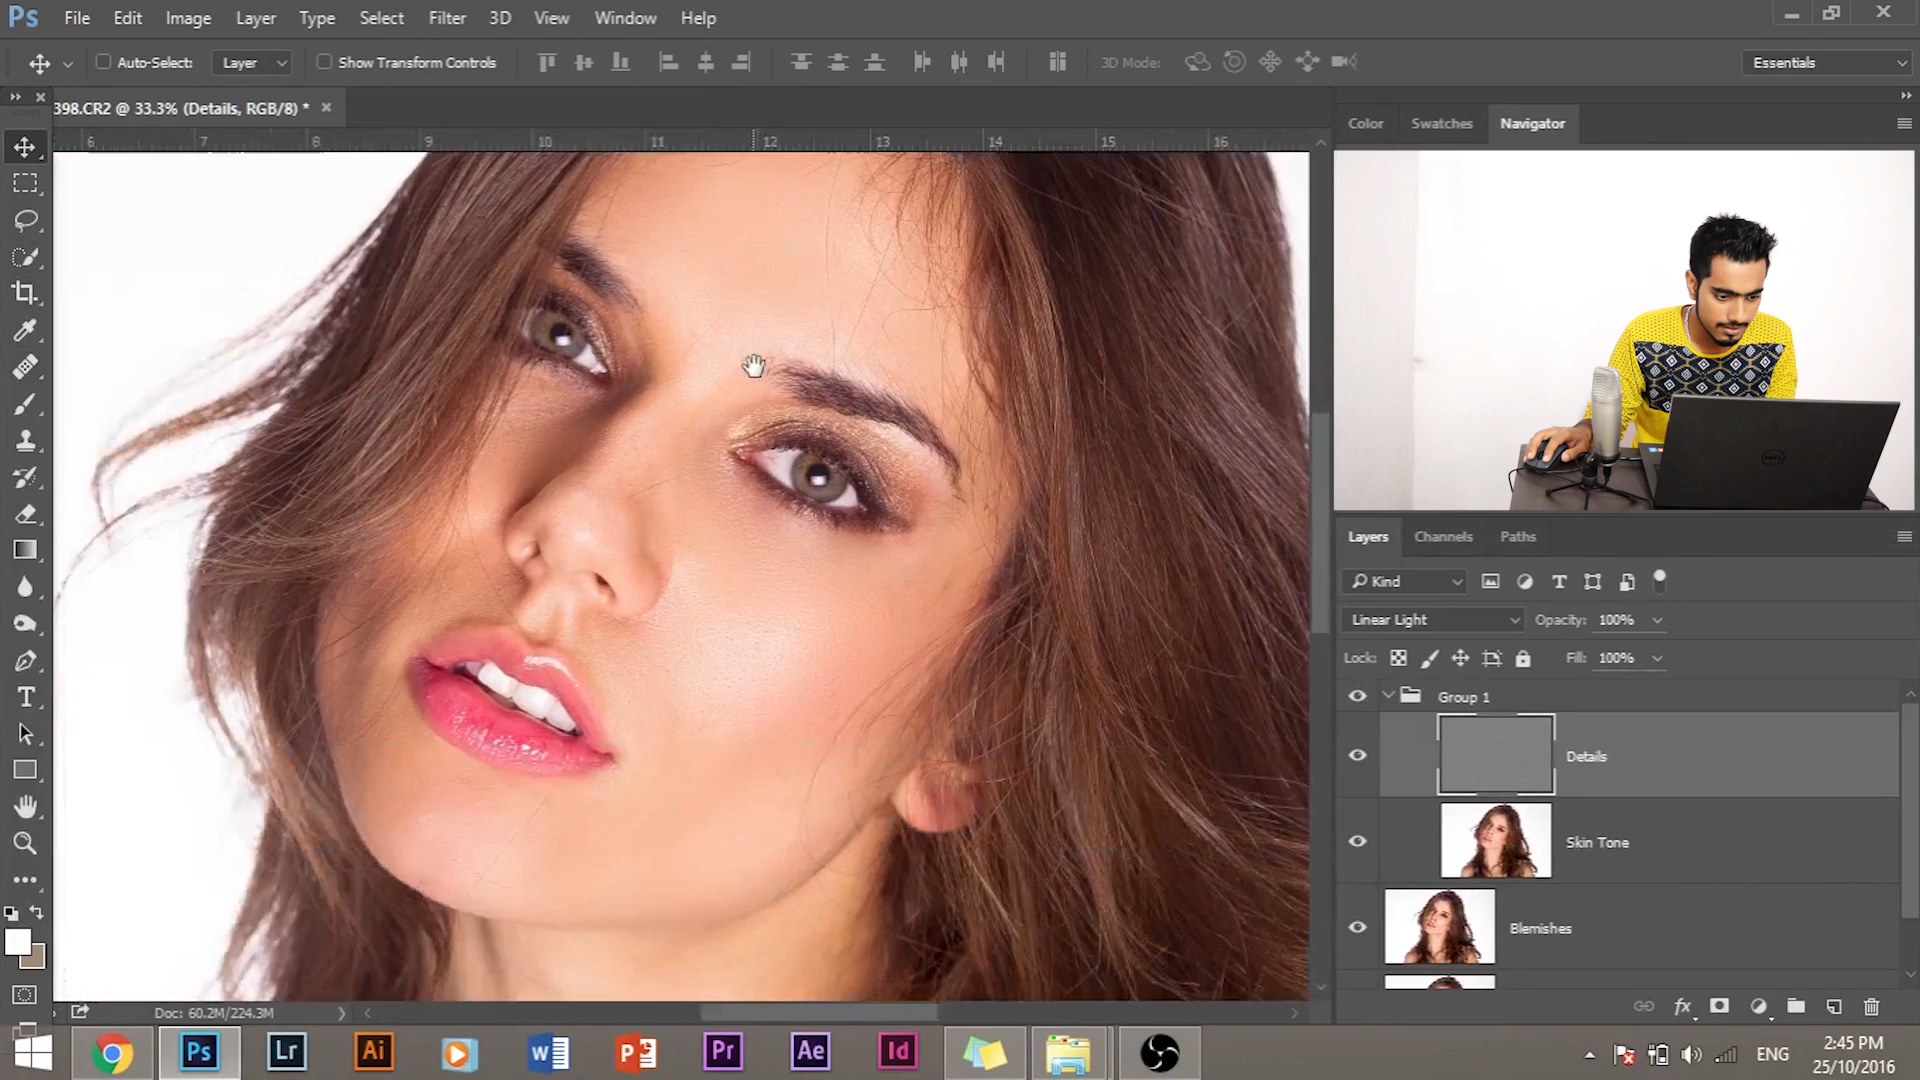 Ps File Edit Image Layer Type Select Filter 3D View Window Help
Auto-Select: Layer Show Transform Controls 3D Mode: Essentials
398.CR2 @ 33.3% (Details, RGB/8) *
6 7 8 9 10 11 12 13 14 15 16
Color Swatches Navigator
DELL
Layers Channels Paths
Kind
Linear Light Opacity: 100%
Lock: Fill: 100%
Group 1
Details
Skin Tone
Blemishes
fx
Doc: 60.2M/224.3M
Ps Lr Ai W P Pr Ae Id
ENG
2:45 PM
25/10/2016